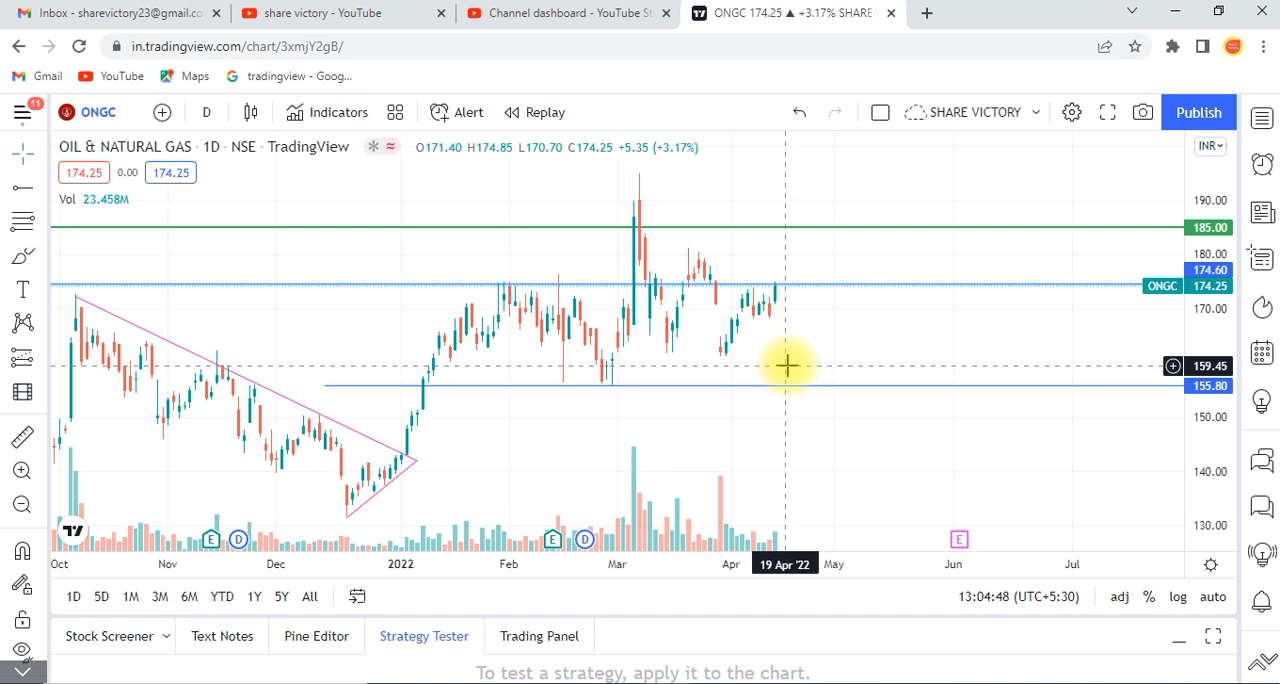 Inbox - sharevictory23@gmail.co
share victory - YouTube
Channel dashboard - YouTube St
ONGC 174.25 ▲ +3.17% SHARE
in.tradingview.com/chart/3xmjY2gB/
Gmail
YouTube
Maps
tradingview - Goog...
11
ONGC
D
Indicators
Alert
Replay
SHARE VICTORY
Publish
OIL & NATURAL GAS · 1D · NSE · TradingView
O171.40 H174.85 L170.70 C174.25 +5.35 (+3.17%)
INR
174.25
0.00
174.25
Vol 23.458M
190.00
185.00
180.00
174.60
ONGC 174.25
170.00
159.45
155.80
150.00
140.00
130.00
E
D
E
D
E
Oct
Nov
Dec
2022
Feb
Mar
Apr
19 Apr '22
May
Jun
Jul
1D
5D
1M
3M
6M
YTD
1Y
5Y
All
13:04:48 (UTC+5:30)
adj
%
log
auto
Stock Screener
Text Notes
Pine Editor
Strategy Tester
Trading Panel
To test a strategy, apply it to the chart.